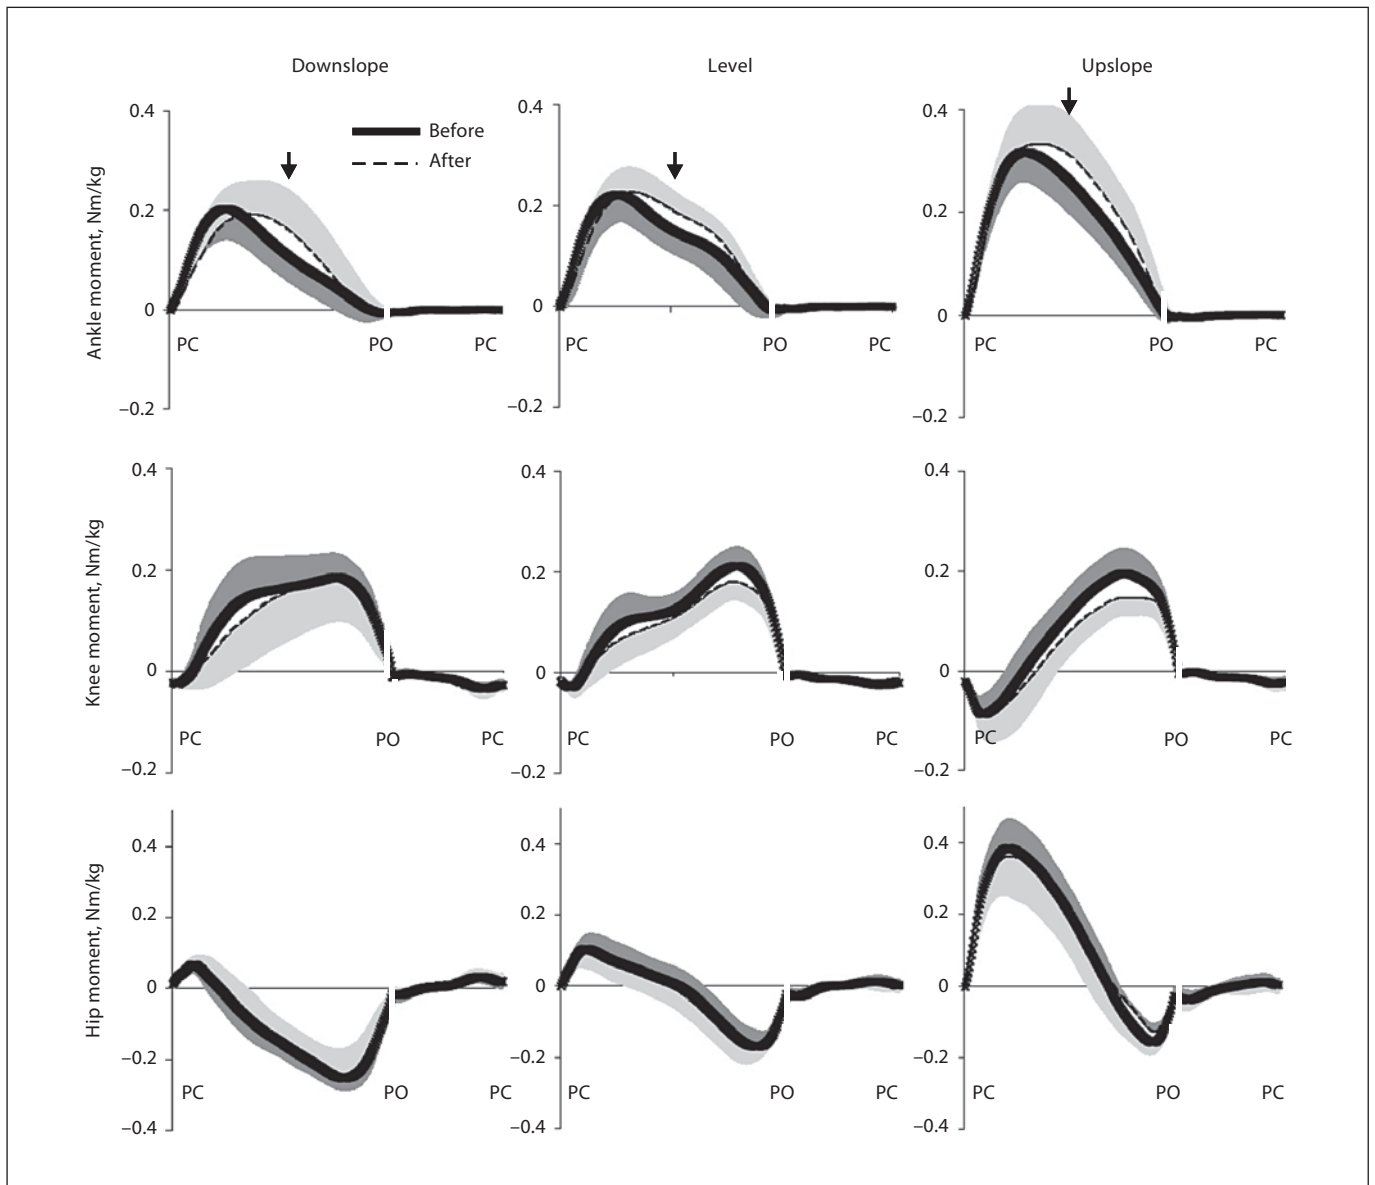 Downslope Level Upslope
Ankle moment, Nm/kg
0.4 0.4 0.4
Before
After
0.2 0.2 0.2
0 0 0
PC PO PC PC PO PC PC PO PC
–0.2 –0.2 –0.2
Knee moment, Nm/kg
0.4 0.4 0.4
0.2 0.2 0.2
0 0 0
PC PO PC PC PO PC PC PO PC
–0.2 –0.2 –0.2
Hip moment, Nm/kg
0.4 0.4 0.4
0.2 0.2 0.2
0 0 0
–0.2 –0.2 –0.2
PC PO PC PC PO PC PC PO PC
–0.4 –0.4 –0.4